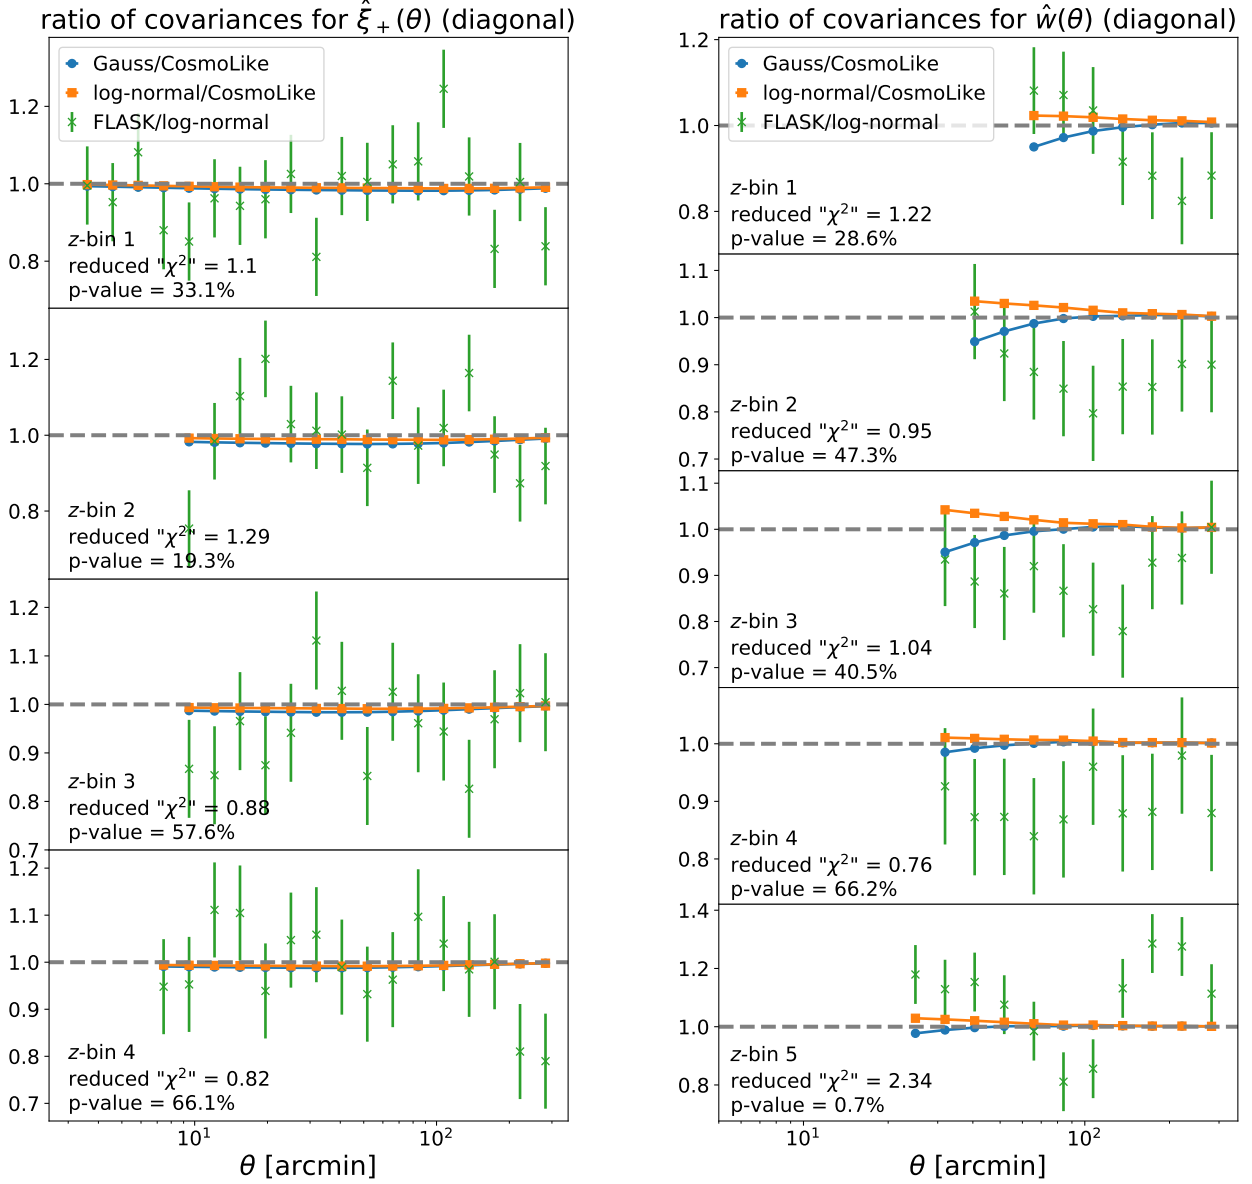 ratio of covariances for ξ̂₊(θ) (diagonal)
Gauss/CosmoLike
log-normal/CosmoLike
FLASK/log-normal
1.2
1.0
0.8
z-bin 1
reduced "χ²" = 1.1
p-value = 33.1%
1.2
1.0
0.8
z-bin 2
reduced "χ²" = 1.29
p-value = 19.3%
1.2
1.1
1.0
0.9
0.8
0.7
z-bin 3
reduced "χ²" = 0.88
p-value = 57.6%
1.2
1.1
1.0
0.9
0.8
0.7
z-bin 4
reduced "χ²" = 0.82
p-value = 66.1%
10¹ 10²
θ [arcmin]
ratio of covariances for ŵ(θ) (diagonal)
Gauss/CosmoLike
log-normal/CosmoLike
FLASK/log-normal
1.2
1.0
0.8
z-bin 1
reduced "χ²" = 1.22
p-value = 28.6%
1.1
1.0
0.9
0.8
0.7
z-bin 2
reduced "χ²" = 0.95
p-value = 47.3%
1.1
1.0
0.9
0.8
0.7
z-bin 3
reduced "χ²" = 1.04
p-value = 40.5%
1.0
0.9
0.8
z-bin 4
reduced "χ²" = 0.76
p-value = 66.2%
1.4
1.2
1.0
0.8
z-bin 5
reduced "χ²" = 2.34
p-value = 0.7%
10¹ 10²
θ [arcmin]